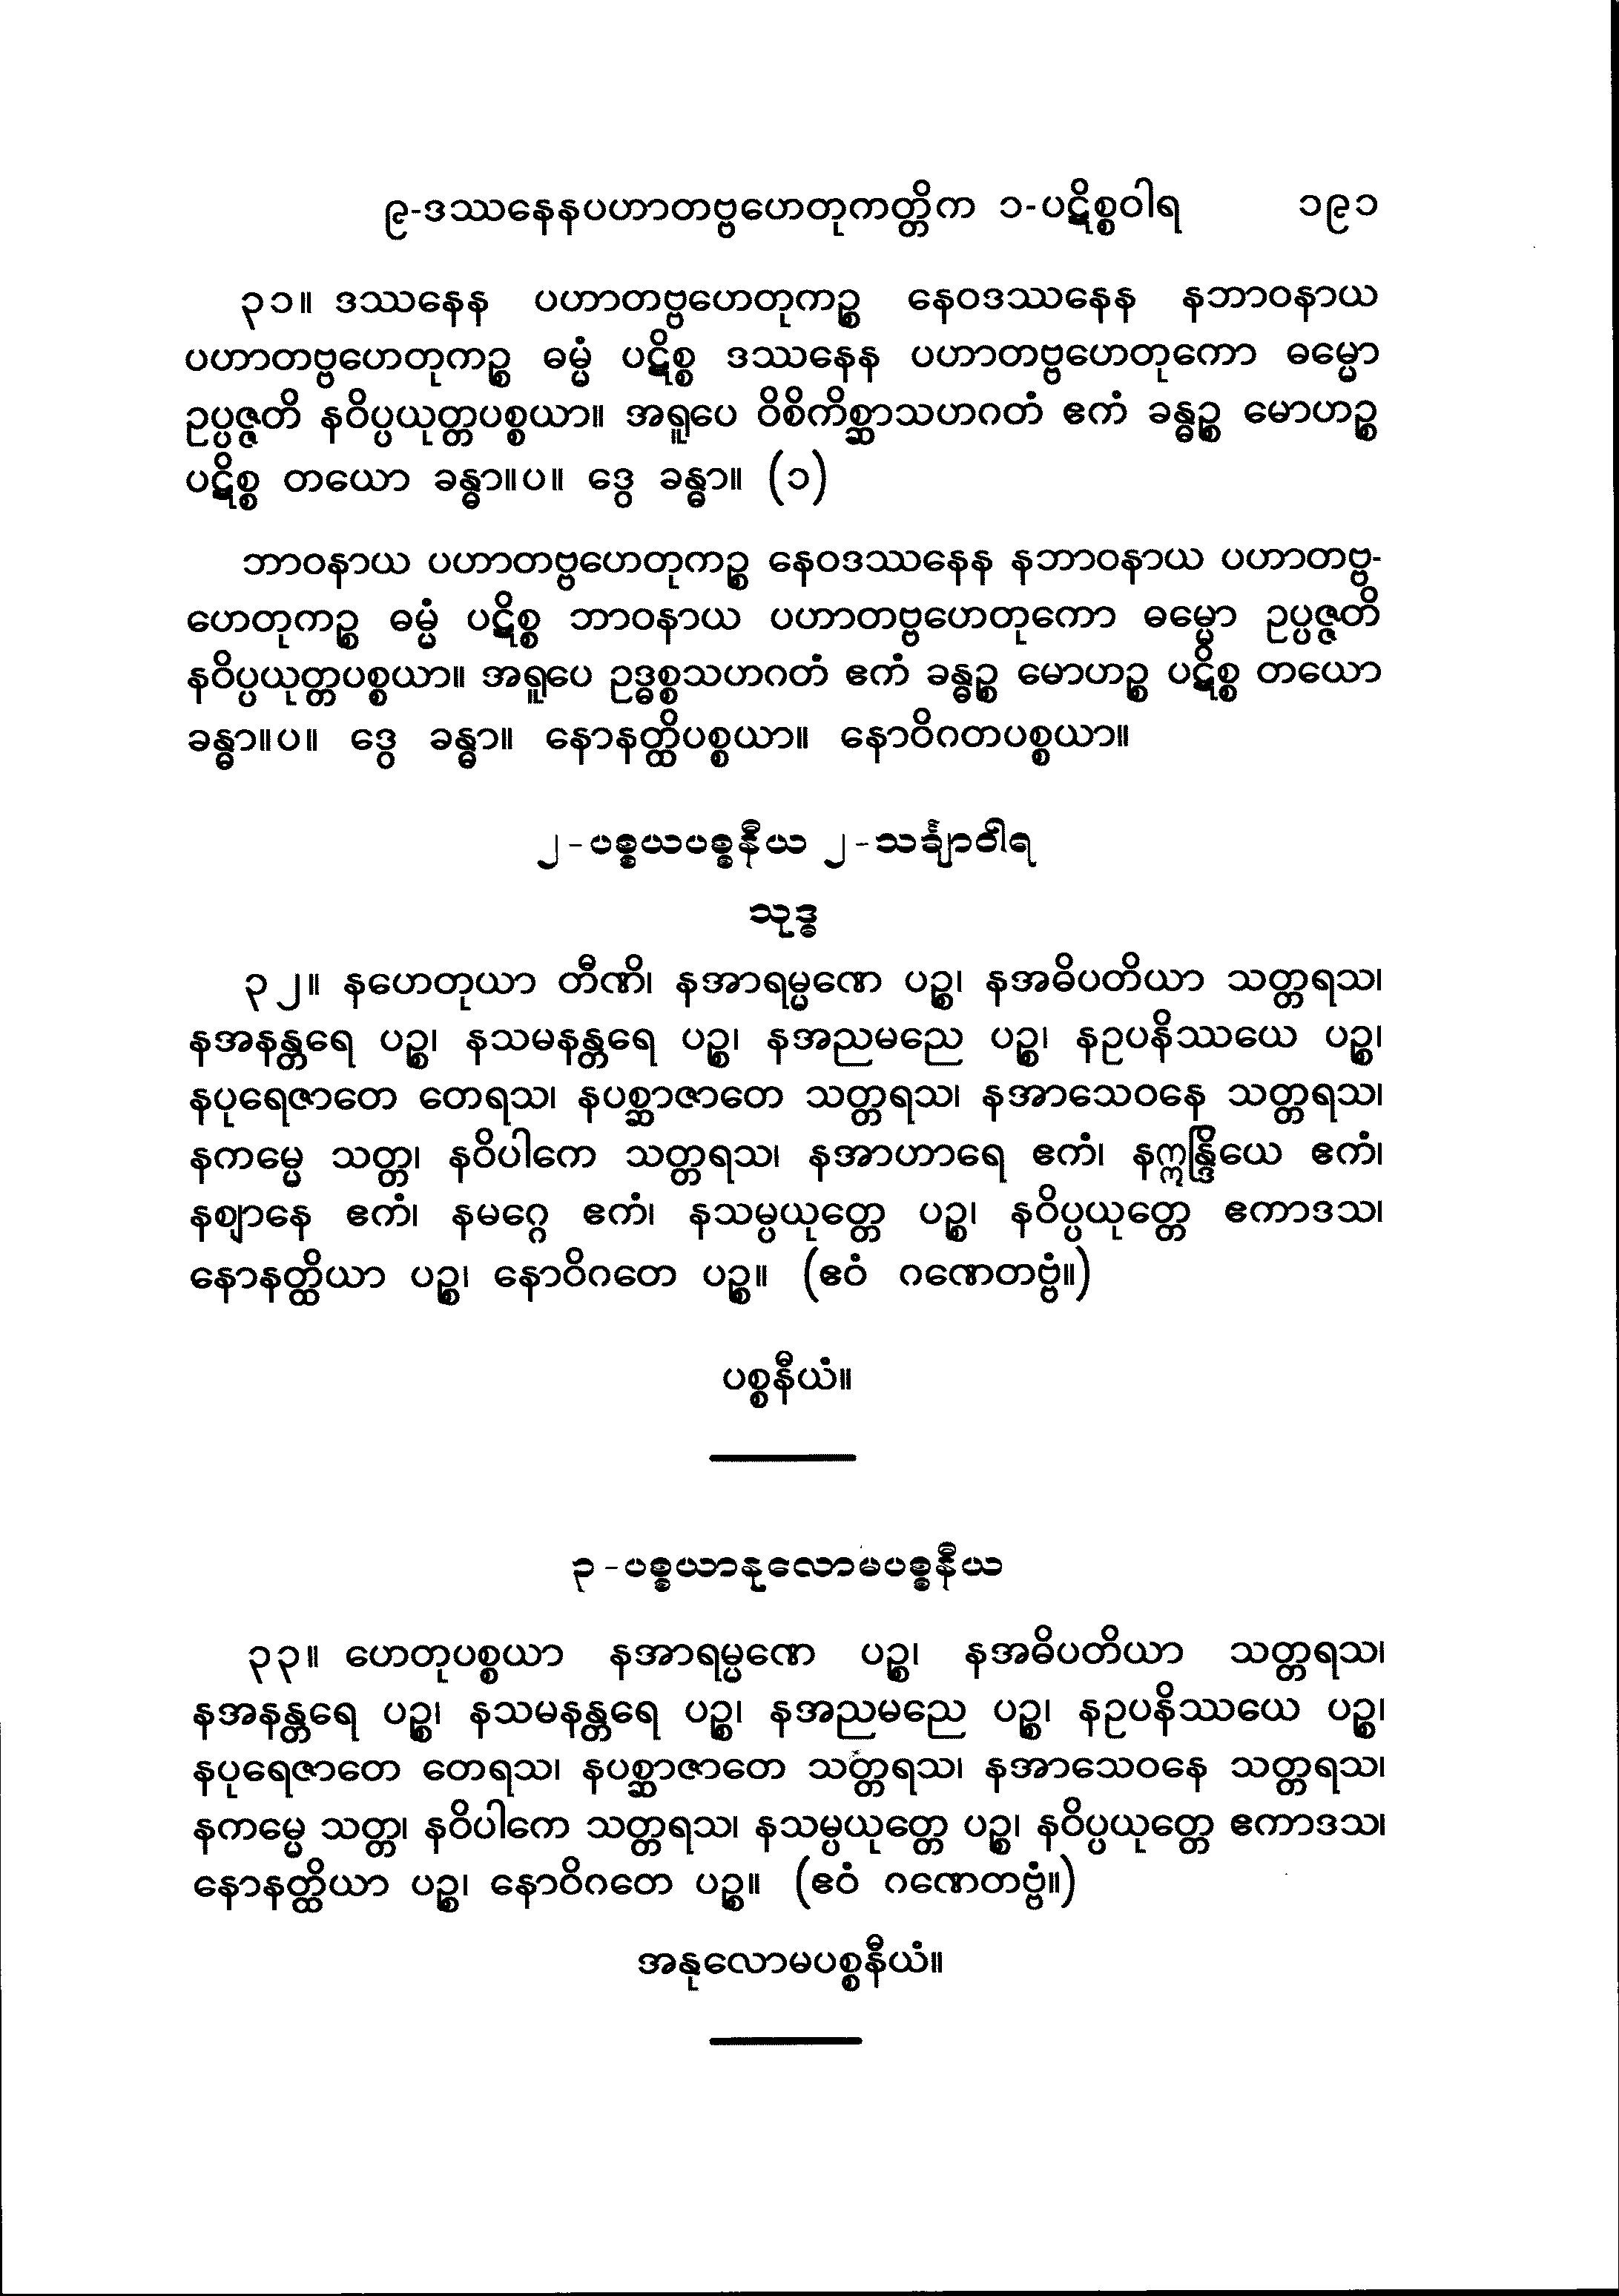 ၉-ဒဿနေနပဟာတဗ္ဗဟေတုကတ္တိက ၁-ပဋိစ္စဝါရ ၁၉၁
၃၁။ ဒဿနေန ပဟာတဗ္ဗဟေတုကဉ္စ နေဝဒဿနေန နဘာဝနာယ
ပဟာတဗ္ဗဟေတုကဉ္စ ဓမ္မံ ပဋိစ္စ ဒဿနေန ပဟာတဗ္ဗဟေတုကော ဓမ္မော
ဥပ္ပဇ္ဇတိ နဝိပ္ပယုတ္တပစ္စယာ။ အရူပေ ဝိစိကိစ္ဆာသဟဂတံ ဧကံ ခန္ဓဉ္စ မောဟဉ္စ
ပဋိစ္စ တယော ခန္ဓာ။ပ။ ဒွေ ခန္ဓာ။ (၁)
ဘာဝနာယ ပဟာတဗ္ဗဟေတုကဉ္စ နေဝဒဿနေန နဘာဝနာယ ပဟာတဗ္ဗ-
ဟေတုကဉ္စ ဓမ္မံ ပဋိစ္စ ဘာဝနာယ ပဟာတဗ္ဗဟေတုကော ဓမ္မော ဥပ္ပဇ္ဇတိ
နဝိပ္ပယုတ္တပစ္စယာ။ အရူပေ ဥဒ္ဓစ္စသဟဂတံ ဧကံ ခန္ဓဉ္စ မောဟဉ္စ ပဋိစ္စ တယော
ခန္ဓာ။ပ။ ဒွေ ခန္ဓာ။ နောနတ္ထိပစ္စယာ။ နောဝိဂတပစ္စယာ။
၂-ပစ္စယပစ္စနီယ ၂-သင်္ချာဝါရ
သုဒ္ဓ
၃၂။ နဟေတုယာ တီဏိ၊ နအာရမ္မဏေ ပဉ္စ၊ နအဓိပတိယာ သတ္တရသ၊
နအနန္တရေ ပဉ္စ၊ နသမနန္တရေ ပဉ္စ၊ နအညမညေ ပဉ္စ၊ နဥပနိဿယေ ပဉ္စ၊
နပုရေဇာတေ တေရသ၊ နပစ္ဆာဇာတေ သတ္တရသ၊ နအာသေဝနေ သတ္တရသ၊
နကမ္မေ သတ္တ၊ နဝိပါကေ သတ္တရသ၊ နအာဟာရေ ဧကံ၊ နဣန္ဒြိယေ ဧကံ၊
နဈာနေ ဧကံ၊ နမဂ္ဂေ ဧကံ၊ နသမ္ပယုတ္တေ ပဉ္စ၊ နဝိပ္ပယုတ္တေ ဧကာဒသ၊
နောနတ္ထိယာ ပဉ္စ၊ နောဝိဂတေ ပဉ္စ။ (ဧဝံ ဂဏေတဗ္ဗံ။)
ပစ္စနီယံ။
၃-ပစ္စယာနုလောမပစ္စနီယ
၃၃။ ဟေတုပစ္စယာ နအာရမ္မဏေ ပဉ္စ၊ နအဓိပတိယာ သတ္တရသ၊
နအနန္တရေ ပဉ္စ၊ နသမနန္တရေ ပဉ္စ၊ နအညမညေ ပဉ္စ၊ နဥပနိဿယေ ပဉ္စ၊
နပုရေဇာတေ တေရသ၊ နပစ္ဆာဇာတေ သတ္တရသ၊ နအာသေဝနေ သတ္တရသ၊
နကမ္မေ သတ္တ၊ နဝိပါကေ သတ္တရသ၊ နသမ္ပယုတ္တေ ပဉ္စ၊ နဝိပ္ပယုတ္တေ ဧကာဒသ၊
နောနတ္ထိယာ ပဉ္စ၊ နောဝိဂတေ ပဉ္စ။ (ဧဝံ ဂဏေတဗ္ဗံ။)
အနုလောမပစ္စနီယံ။